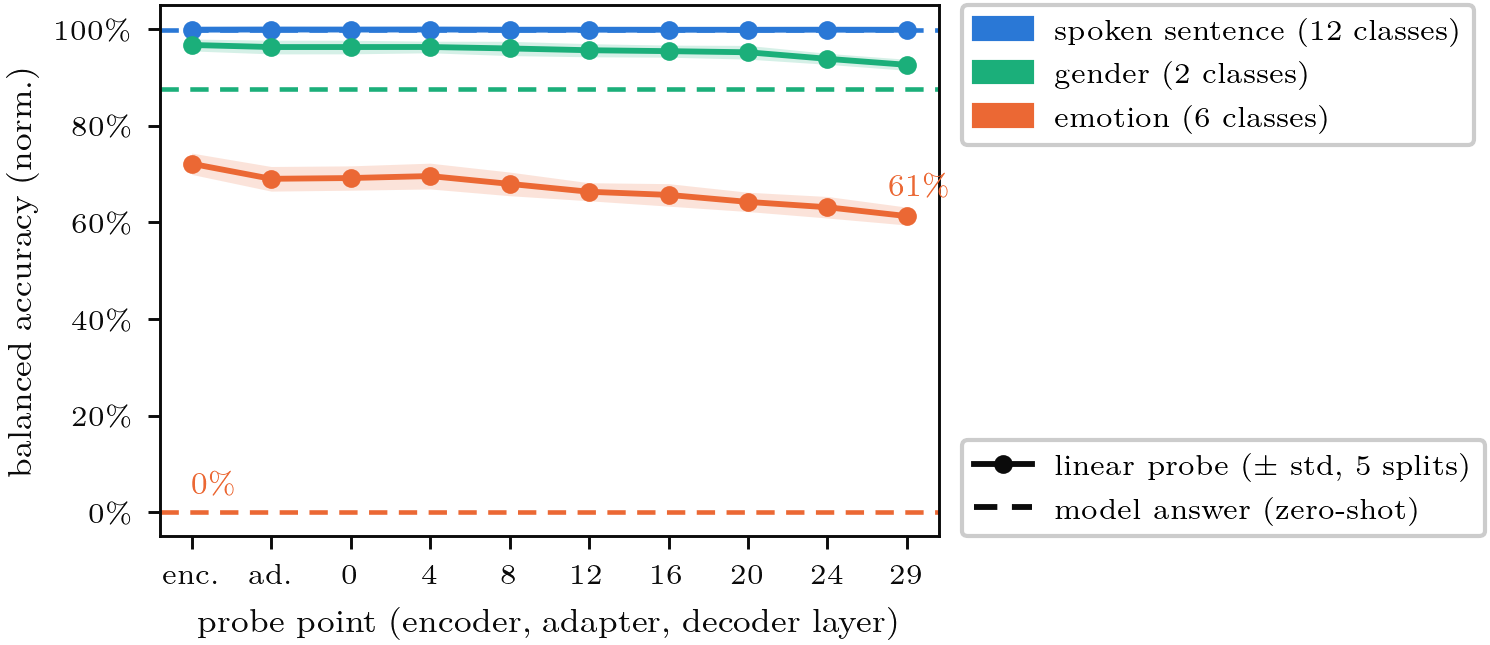 balanced accuracy (norm.)
100%
80%
60%
40%
20%
0%
61%
0%
enc. ad. 0 4 8 12 16 20 24 29
probe point (encoder, adapter, decoder layer)
spoken sentence (12 classes)
gender (2 classes)
emotion (6 classes)
linear probe (± std, 5 splits)
model answer (zero-shot)